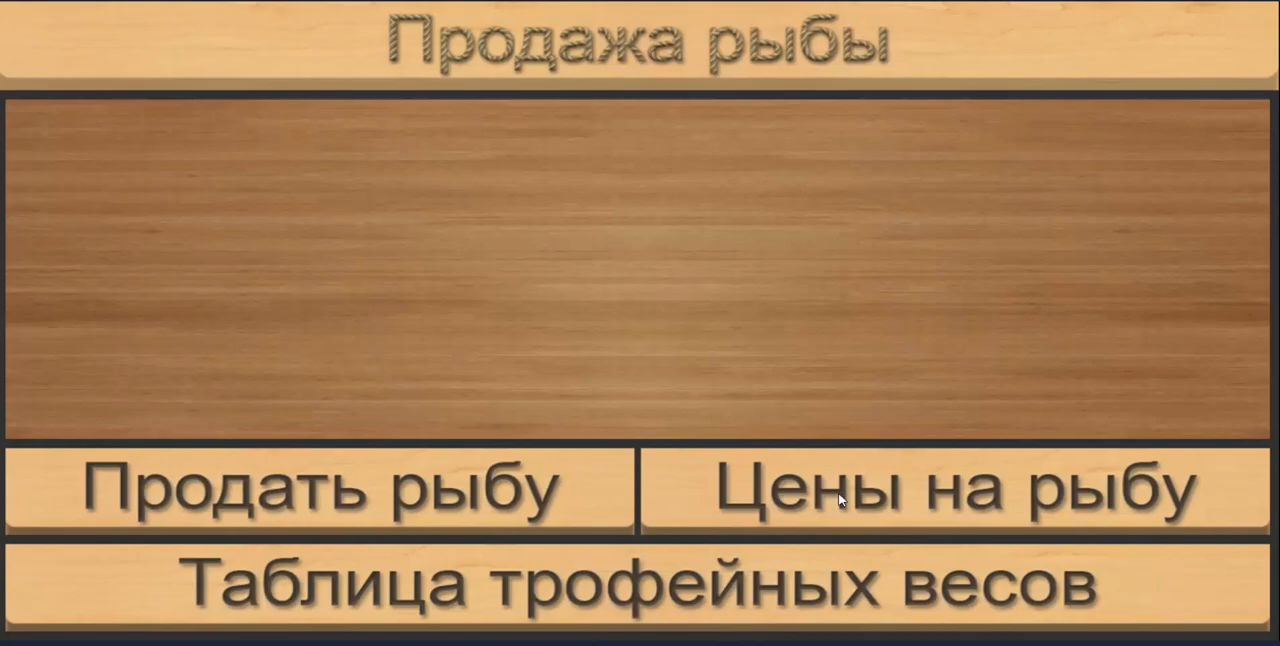 Продажа рыбы
Продать рыбу
Цены на рыбу
Таблица трофейных весов